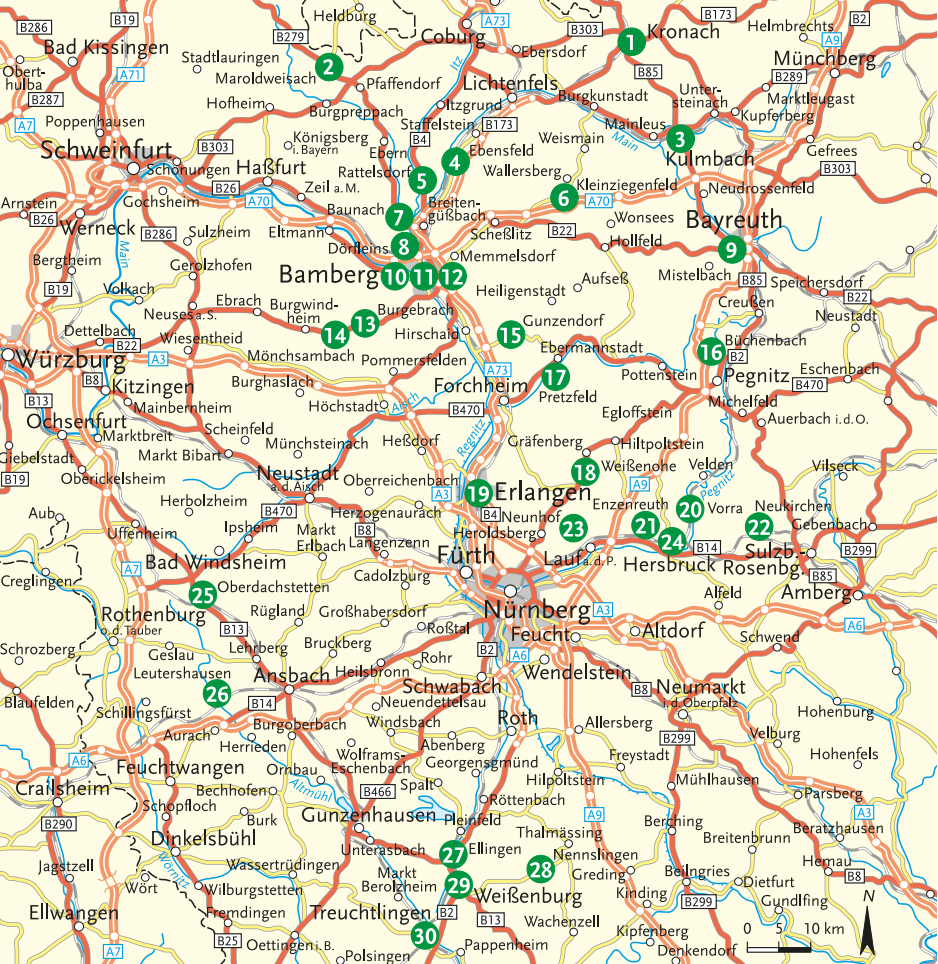 Heldburg
B19
B286
B279
Coburg
A73
Ebersdorf
B303
1
Kronach
B173
Helmbrechts
B2
A9
Bad Kissingen
Stadtlauringen
Maroldweisach
2
Pfaffendorf
Itz
Lichtenfels
B85
Münchberg
B289
Obert-
hulba
A71
B287
Hofheim
Burgpreppach
Itzgrund
Burgkunstadt
Unter-
steinach
Marktleugast
Kupferberg
A7
Poppenhausen
Königsberg
i. Bayern
Staffelstein
B173
B4
Weismain
Mainleus
Main
3
Kulmbach
Gefrees
B303
Schweinfurt
B303
Haßfurt
Ebern
4
Ebensfeld
Wallersberg
Schonungen
B26
Rattelsdorf
5
6
Kleinziegenfeld
A70
Neudrossenfeld
Arnstein
B26
Gochsheim
A70
Zeil a. M.
Baunach
7
Breiten-
güßbach
Wonsees
Bayreuth
Werneck
B286
Sulzheim
Eltmann
Dörfleins
8
Scheßlitz
B22
Hollfeld
9
Main
Bergtheim
Gerolzhofen
Bamberg
10
11
12
Memmelsdorf
Mistelbach
B85
Speichersdorf
B19
Volkach
Heiligenstadt
Aufseß
Creußen
B22
Neuses a. S.
Ebrach
Burgwind-
heim
13
Burgebrach
Neustadt
Dettelbach
B22
Wiesentheid
14
Hirschaid
15
Gunzendorf
16
Büchenbach
B2
Würzburg
A3
Mönchsambach
Pommersfelden
Ebermannstadt
B8
Kitzingen
Burghaslach
A73
17
Pottenstein
Pegnitz
Eschenbach
B470
B13
Mainbernheim
Höchstadt
Aisch
Forchheim
Pretzfeld
Michelfeld
Ochsenfurt
Scheinfeld
B470
Egloffstein
Auerbach i.d.O.
Marktbreit
Münchsteinach
Heßdorf
Regnitz
Gräfenberg
Hiltpoltstein
Giebelstadt
Markt Bibart
Neustadt
a. d. Aisch
18
Weißenohe
Velden
Vilseck
B19
Oberickelsheim
Oberreichenbach
A3
19
Erlangen
A9
Pegnitz
Herbolzheim
B4
Enzenreuth
20
Vorra
Neukirchen
Aub
B470
Herzogenaurach
Neunhof
23
21
22
Gebenbach
Uffenheim
Ipsheim
Markt
Erlbach
B8
Heroldsberg
24
B14
Langenzenn
Fürth
Lauf a. d. P.
Hersbruck
Sulzb.-
Rosenbg.
B299
Bad Windsheim
A7
Creglingen
Cadolzburg
B85
25
Oberdachstetten
Nürnberg
Amberg
Rothenburg
o. d. Tauber
Rügland
Großhabersdorf
A3
Alfeld
B13
Roßtal
Feucht
Altdorf
A6
Schrozberg
Lehrberg
Bruckberg
B2
Schwend
Geslau
Heilsbronn
Rohr
A6
Leutershausen
Ansbach
Wendelstein
Blaufelden
26
B14
Schwabach
B8
Neumarkt
i. d. Oberpfalz
Schillingsfürst
Neuendettelsau
Hohenburg
Aurach
Burgoberbach
Windsbach
Roth
Allersberg
Herrieden
Velburg
Wolframs-
Eschenbach
Abenberg
B299
A6
Freystadt
Hohenfels
Feuchtwangen
Ornbau
Georgensgmünd
Crailsheim
Bechhofen
Altmühl
B466
Spalt
Hilpoltstein
Mühlhausen
Parsberg
Schopfloch
Röttenbach
Burk
Gunzenhausen
Pleinfeld
A9
A3
B290
Dinkelsbühl
Thalmässing
Berching
Beratzhausen
Unterasbach
27
Ellingen
Breitenbrunn
Jagstzell
Wörnitz
Wassertrüdingen
28
Nennslingen
Hemau
Markt
Berolzheim
29
Greding
Beilngries
B8
Wört
Wilburgstetten
Weißenburg
Dietfurt
Kinding
B299
Ellwangen
Fremdingen
Treuchtlingen
B2
B13
Wachenzell
Gundlfing
N
B25
30
Kipfenberg
0 5 10 km
A7
Oettingen i. B.
Pappenheim
Polsingen
Denkendorf